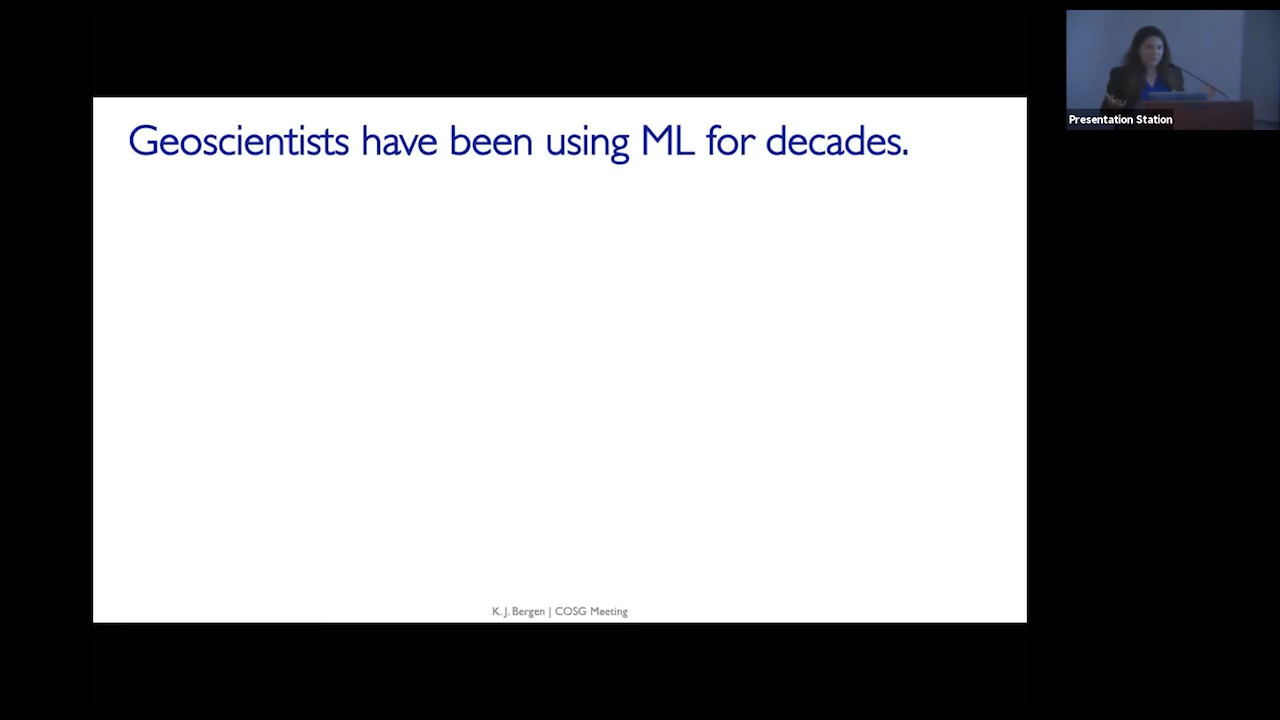 Geoscientists have been using ML for decades.
Presentation Station
K. J. Bergen | COSG Meeting